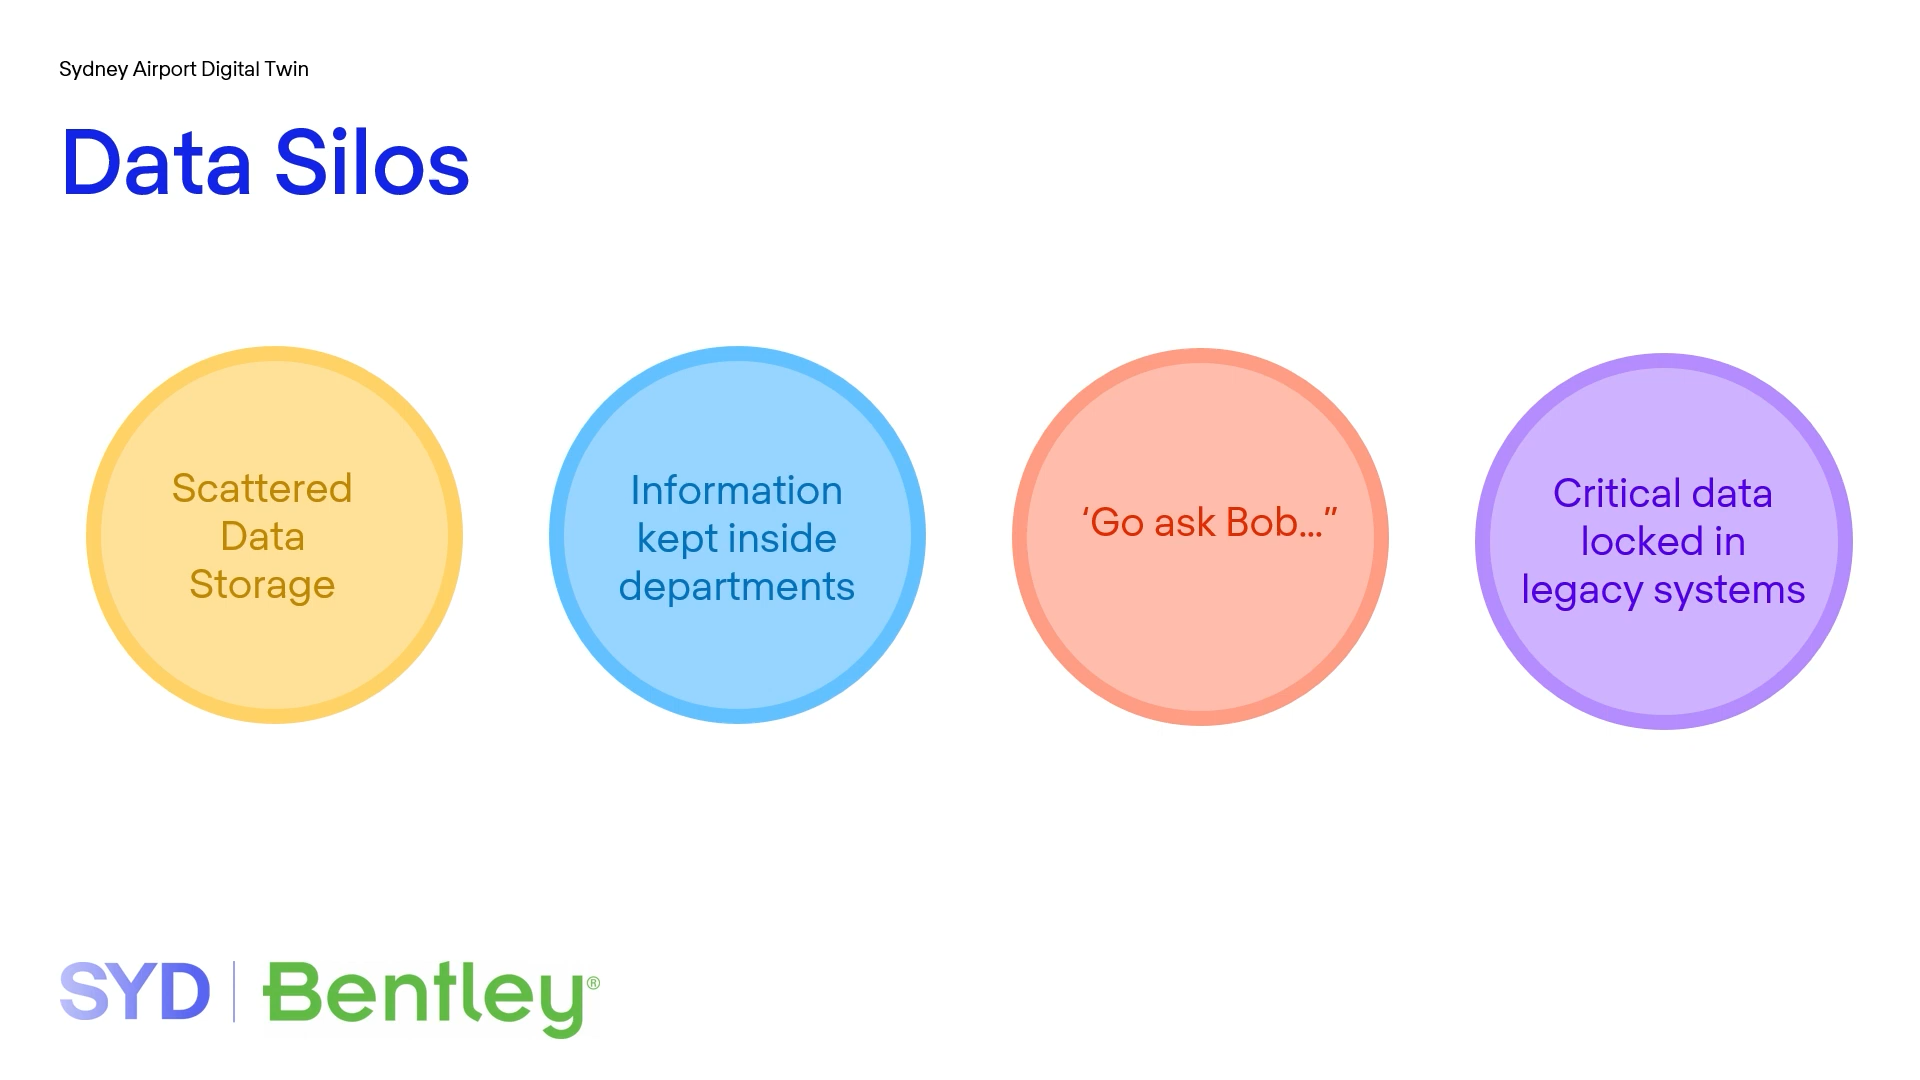 Sydney Airport Digital Twin
Data Silos
Scattered
Data
Storage
Information
kept inside
departments
‘Go ask Bob...”
Critical data
locked in
legacy systems
SYD
Bentley®